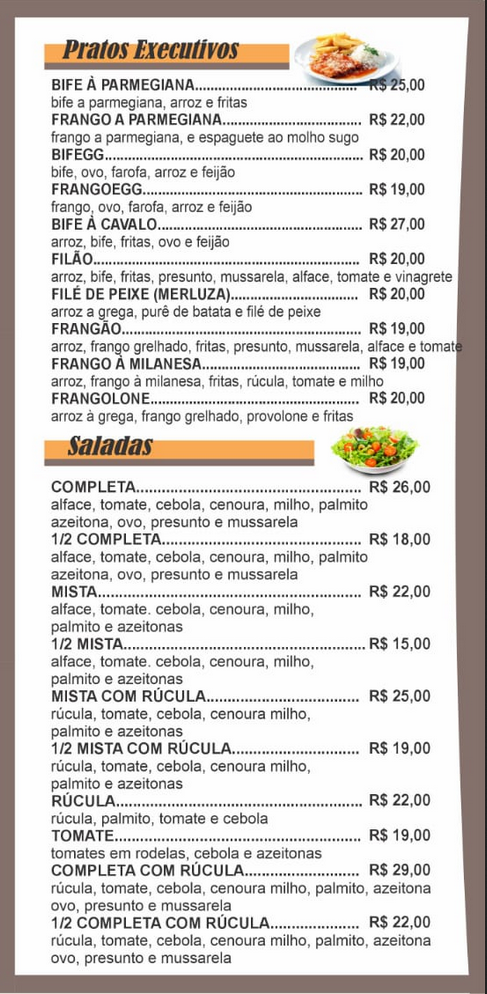 Pratos Executivos
BIFE À PARMEGIANA............................................ R$ 25,00
bife a parmegiana, arroz e fritas
FRANGO A PARMEGIANA..................................... R$ 22,00
frango a parmegiana, e espaguete ao molho sugo
BIFEGG................................................................... R$ 20,00
bife, ovo, farofa, arroz e feijão
FRANGOEGG......................................................... R$ 19,00
frango, ovo, farofa, arroz e feijão
BIFE À CAVALO..................................................... R$ 27,00
arroz, bife, fritas, ovo e feijão
FILÃO...................................................................... R$ 20,00
arroz, bife, fritas, presunto, mussarela, alface, tomate e vinagrete
FILÉ DE PEIXE (MERLUZA)................................. R$ 20,00
arroz a grega, purê de batata e filé de peixe
FRANGÃO............................................................... R$ 19,00
arroz, frango grelhado, fritas, presunto, mussarela, alface e tomate
FRANGO À MILANESA.......................................... R$ 19,00
arroz, frango à milanesa, fritas, rúcula, tomate e milho
FRANGOLONE....................................................... R$ 20,00
arroz à grega, frango grelhado, provolone e fritas
Saladas
COMPLETA............................................................ R$ 26,00
alface, tomate, cebola, cenoura, milho, palmito
azeitona, ovo, presunto e mussarela
1/2 COMPLETA...................................................... R$ 18,00
alface, tomate, cebola, cenoura, milho, palmito
azeitona, ovo, presunto e mussarela
MISTA..................................................................... R$ 22,00
alface, tomate. cebola, cenoura, milho,
palmito e azeitonas
1/2 MISTA................................................................ R$ 15,00
alface, tomate. cebola, cenoura, milho,
palmito e azeitonas
MISTA COM RÚCULA........................................ R$ 25,00
rúcula, tomate, cebola, cenoura milho,
palmito e azeitonas
1/2 MISTA COM RÚCULA................................. R$ 19,00
rúcula, tomate, cebola, cenoura milho,
palmito e azeitonas
RÚCULA................................................................ R$ 22,00
rúcula, palmito, tomate e cebola
TOMATE................................................................. R$ 19,00
tomates em rodelas, cebola e azeitonas
COMPLETA COM RÚCULA.............................. R$ 29,00
rúcula, tomate, cebola, cenoura milho, palmito, azeitona
ovo, presunto e mussarela
1/2 COMPLETA COM RÚCULA....................... R$ 22,00
rúcula, tomate, cebola, cenoura milho, palmito, azeitona
ovo, presunto e mussarela